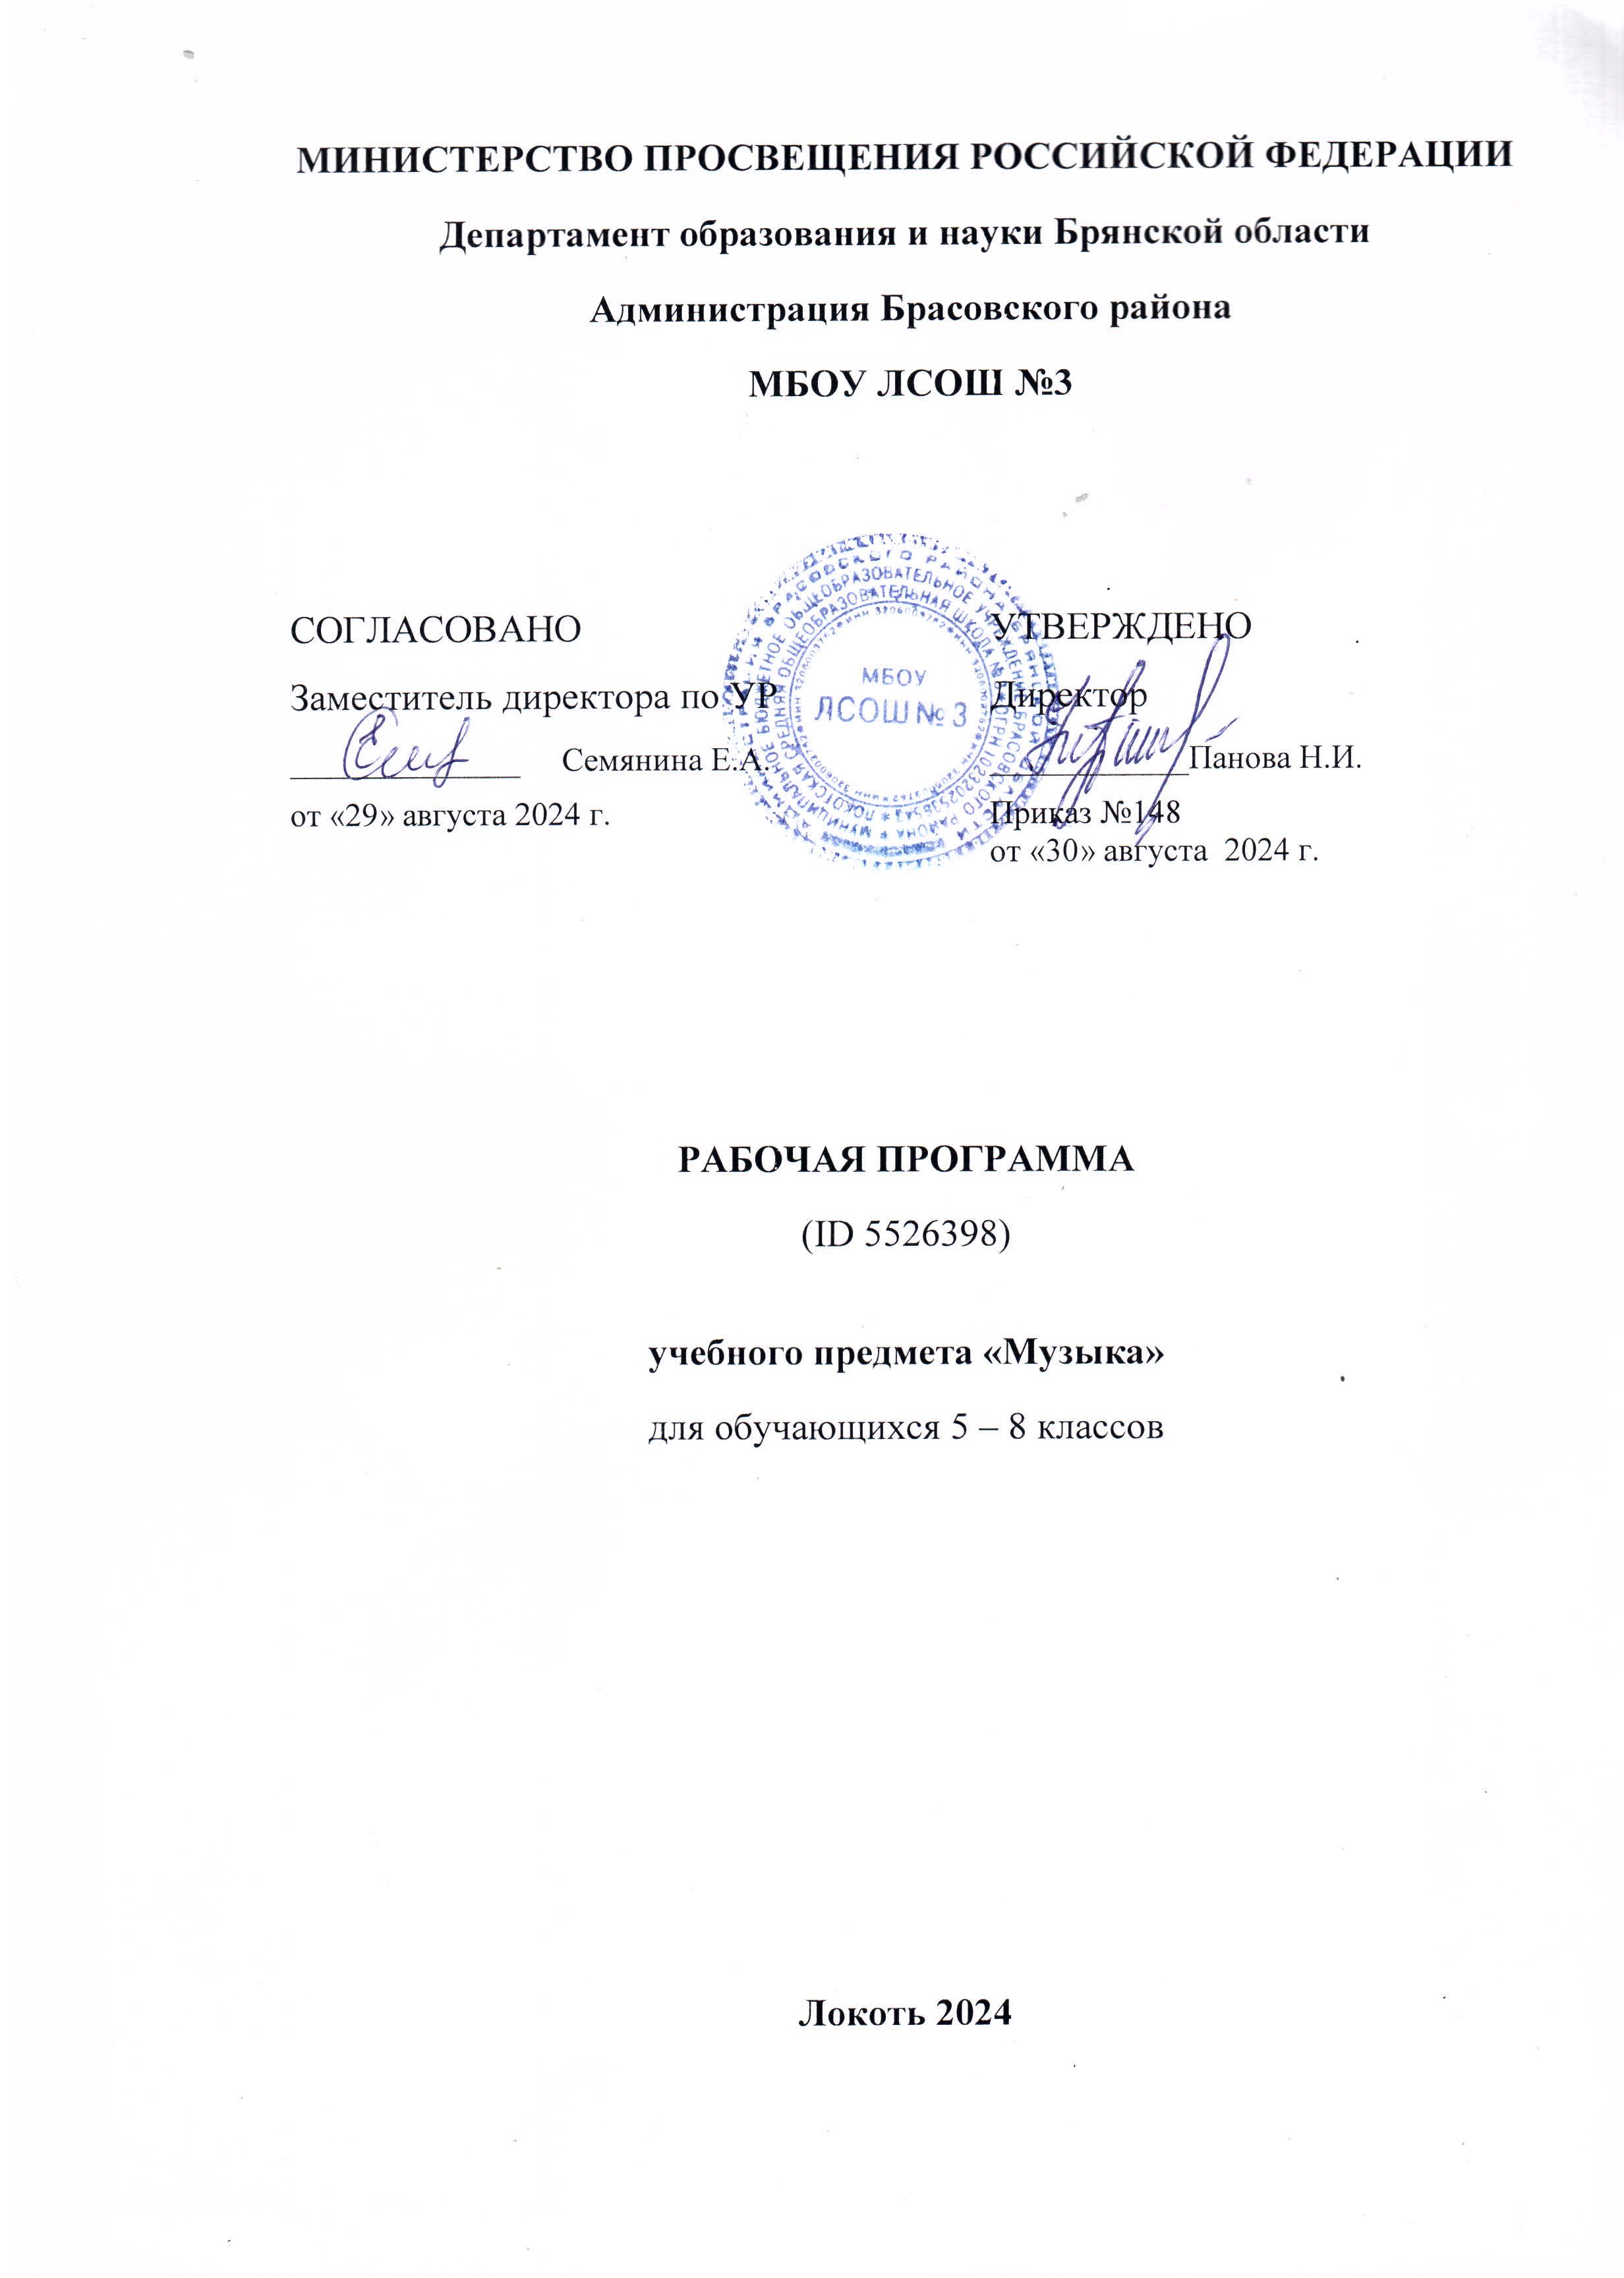 МИНИСТЕРСТВО ПРОСВЕЩЕНИЯ РОССИЙСКОЙ ФЕДЕРАЦИИ
Департамент образования и науки Брянской области
Администрация Брасовского района
МБОУ ЛСОШ №3
СОГЛАСОВАНО
Заместитель директора по УР
Семянина Е.А.
от «29» августа 2024 г.
МБОУ
ЛСОШ № 3
УТВЕРЖДЕНО
Директор
Панова Н.И.
Приказ №148
от «30» августа 2024 г.
РАБОЧАЯ ПРОГРАММА
(ID 5526398)
учебного предмета «Музыка»
для обучающихся 5 – 8 классов
Локоть 2024